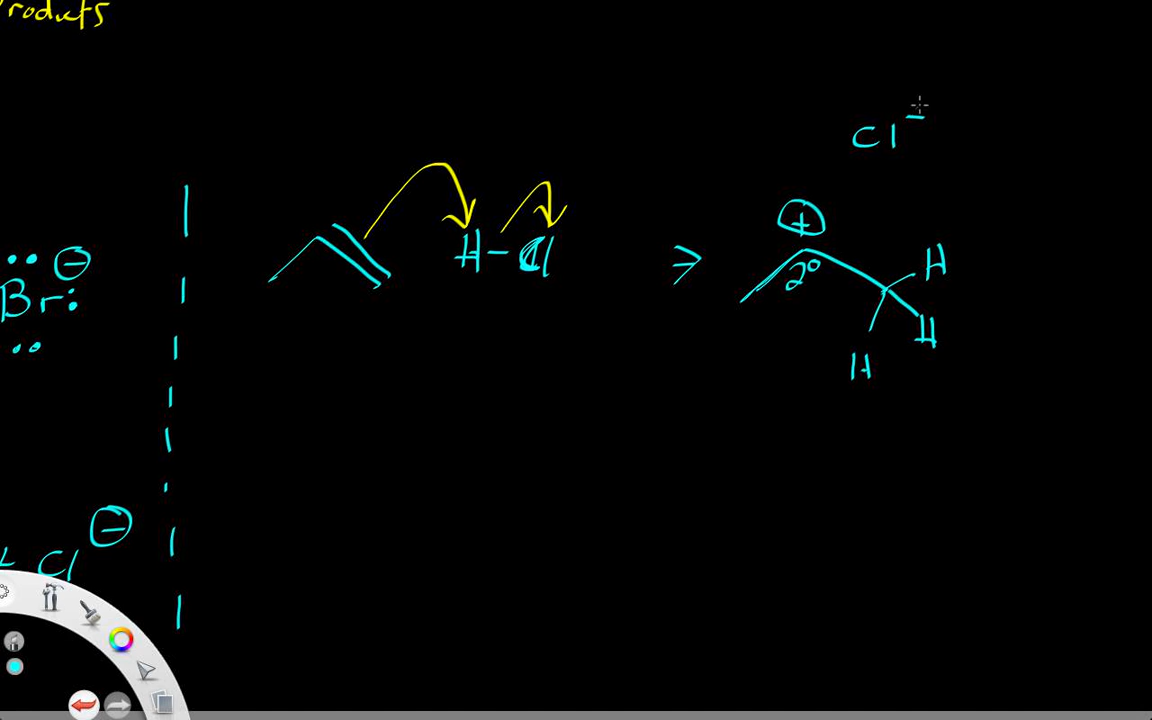 roducts
Cl –
+
H – Cl
2° H
Br: –
H
H
Cl –